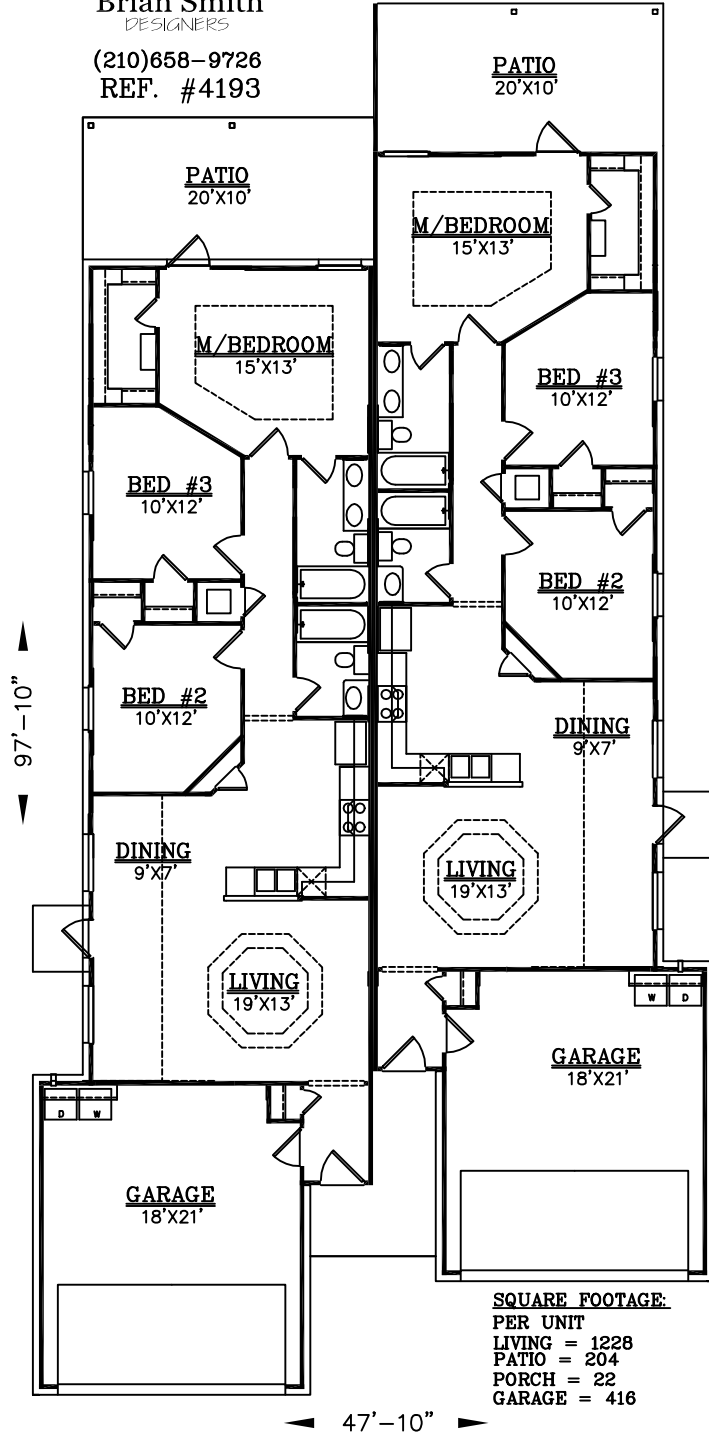 Brian Smith
DESIGNERS
(210)658-9726
REF. #4193
PATIO
20'X10'
PATIO
20'X10'
M/BEDROOM
15'X13'
M/BEDROOM
15'X13'
BED #3
10'X12'
BED #3
10'X12'
BED #2
10'X12'
BED #2
10'X12'
97'-10"
DINING
9'X7'
DINING
9'X7'
LIVING
19'X13'
LIVING
19'X13'
W D
GARAGE
18'X21'
D W
GARAGE
18'X21'
SQUARE FOOTAGE:
PER UNIT
LIVING = 1228
PATIO = 204
PORCH = 22
GARAGE = 416
47'-10"